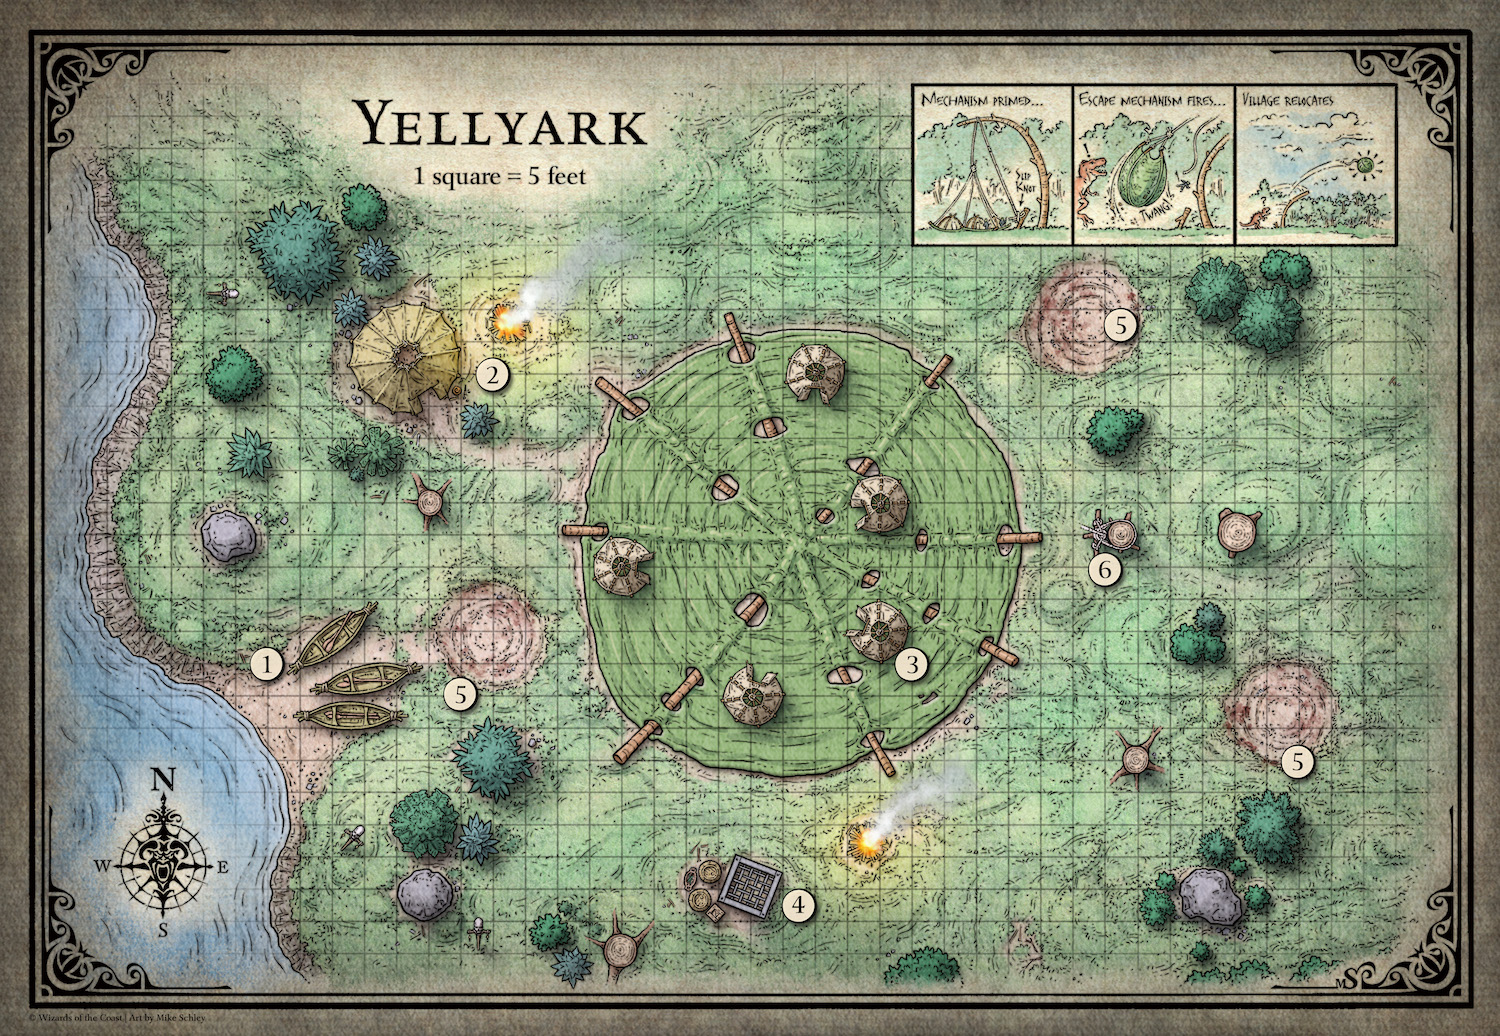 YELLYARK
1 square = 5 feet
MECHANISM PRIMED...
SLIP
KNOT
ESCAPE MECHANISM FIRES...
!
"TWANG!"
VILLAGE RELOCATES
?
5
2
6
1
3
5
5
4
N
W
E
S
MS
© Wizards of the Coast | Art by Mike Schley